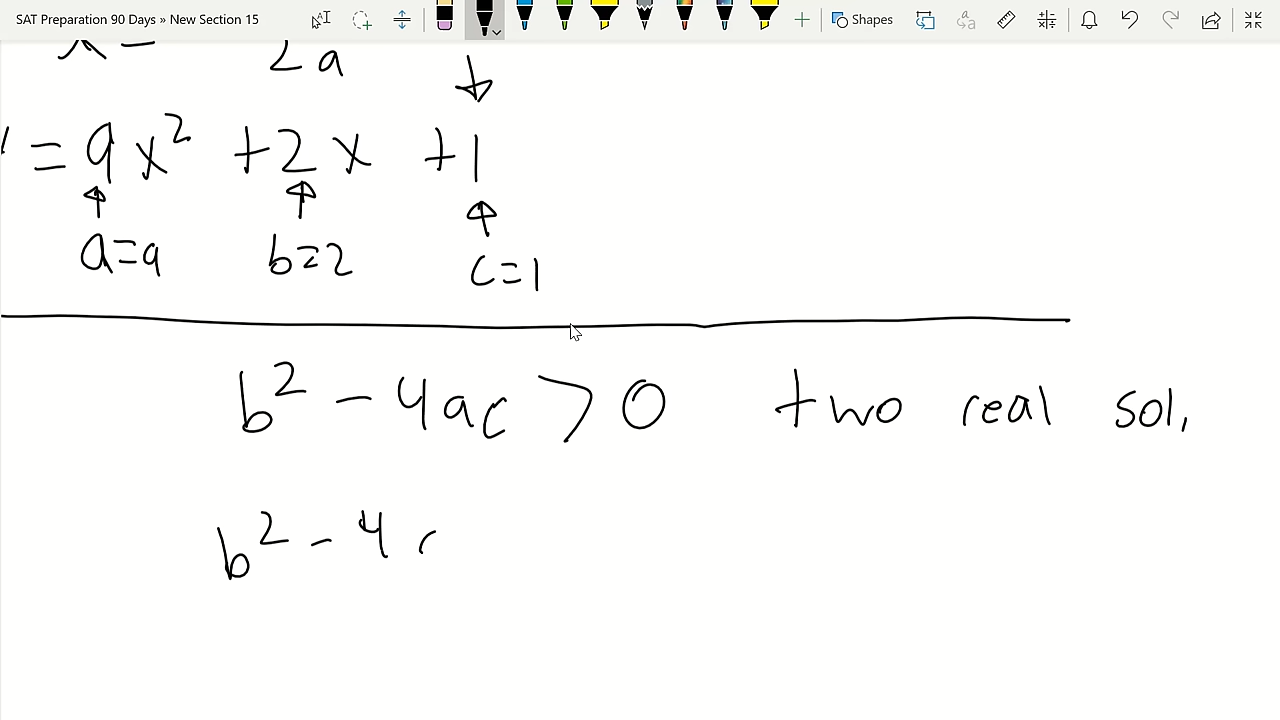 SAT Preparation 90 Days » New Section 15
Shapes
2a
= 9x² +2x +1
a=9 b=2 c=1
b² - 4ac > 0 two real sol.
b² - 4